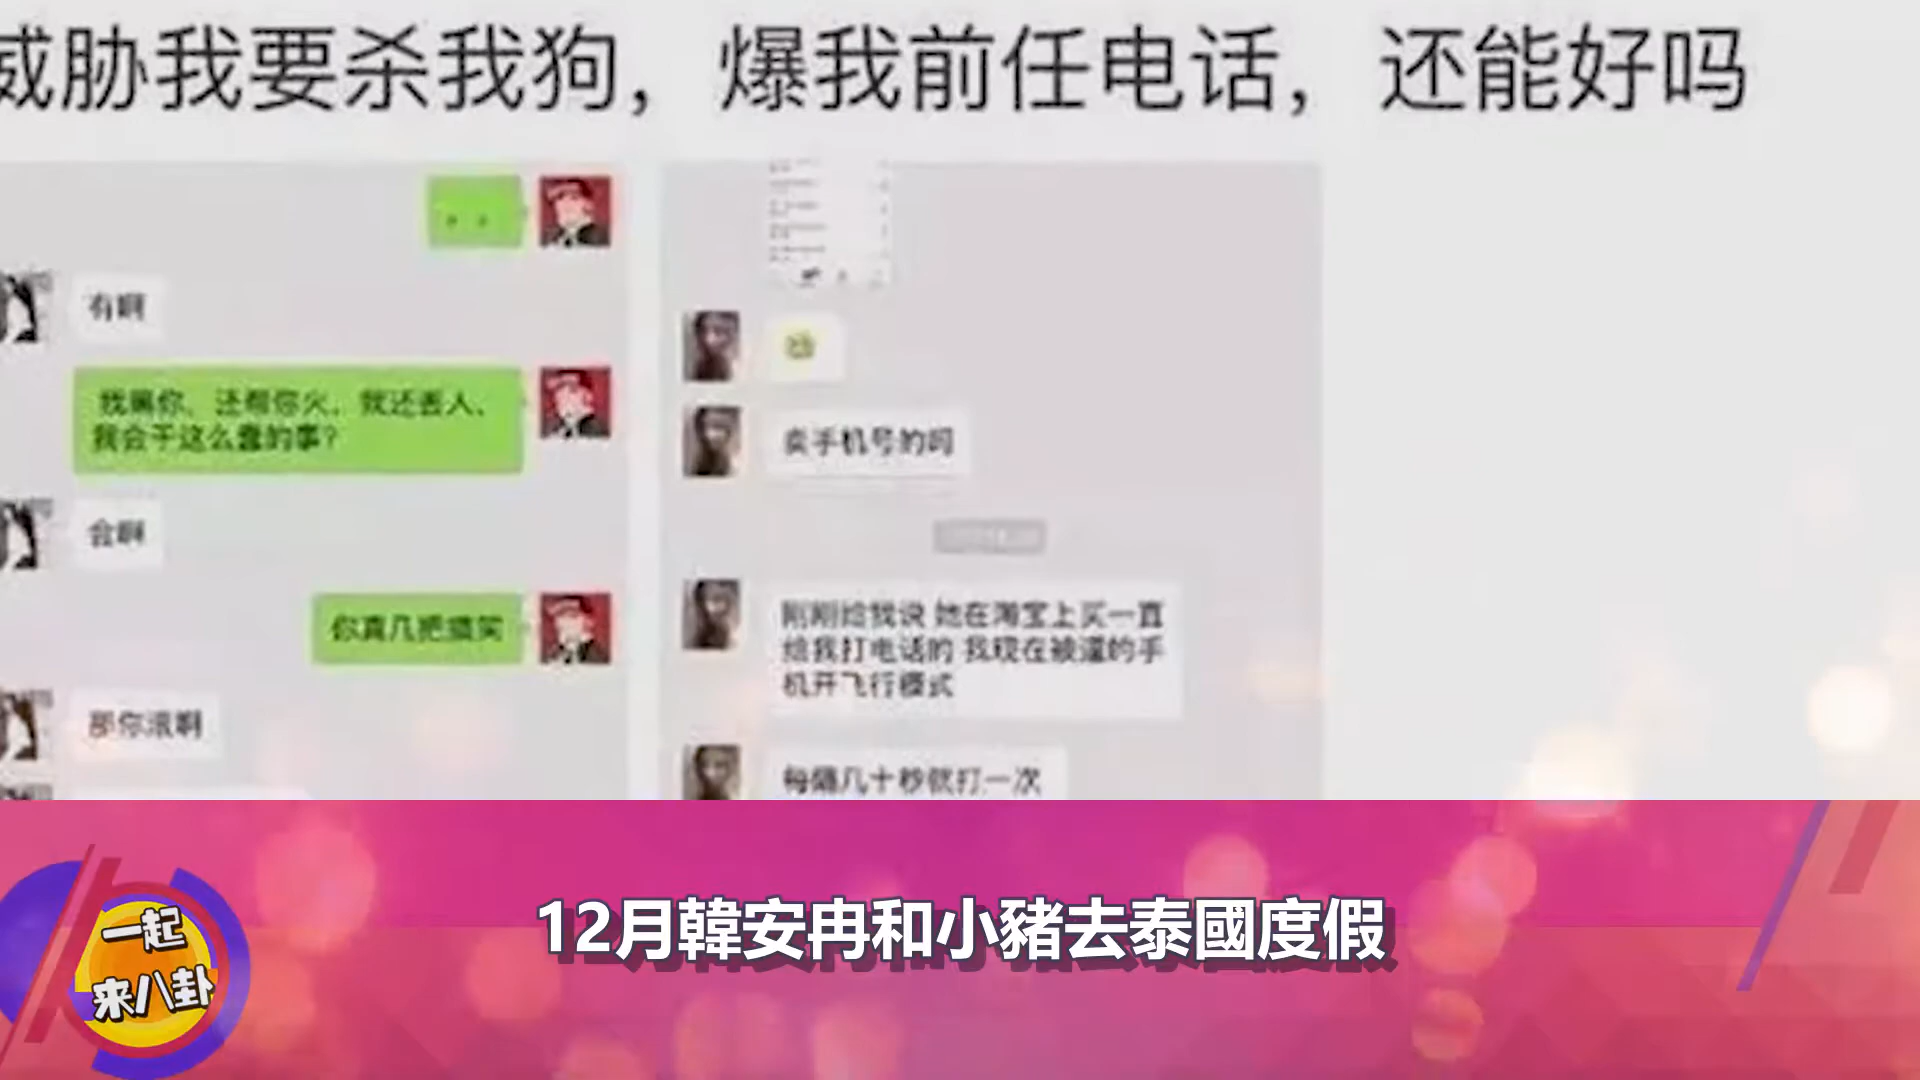 威胁我要杀我狗，爆我前任电话，还能好吗
有啊
我黑你，还帮你火，我还丢人，
我会干这么蠢的事？
会啊
你真几把搞笑
那你滚啊
卖手机号的吗
刚刚给我说 她在淘宝上买一直
给我打电话的 我现在被逼的手
机开飞行模式
每隔几十秒就打一次
12月韓安冉和小豬去泰國度假
一起
来八卦